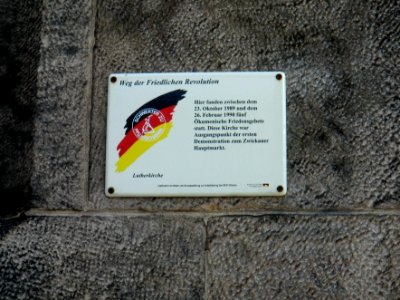 Weg der Friedlichen Revolution
Hier fanden zwischen dem
23. Oktober 1989 und dem
26. Februar 1990 fünf
Ökumenische Friedensgebete
statt. Diese Kirche war
Ausgangspunkt der ersten
Demonstration zum Zwickauer
Hauptmarkt.
Lutherkirche